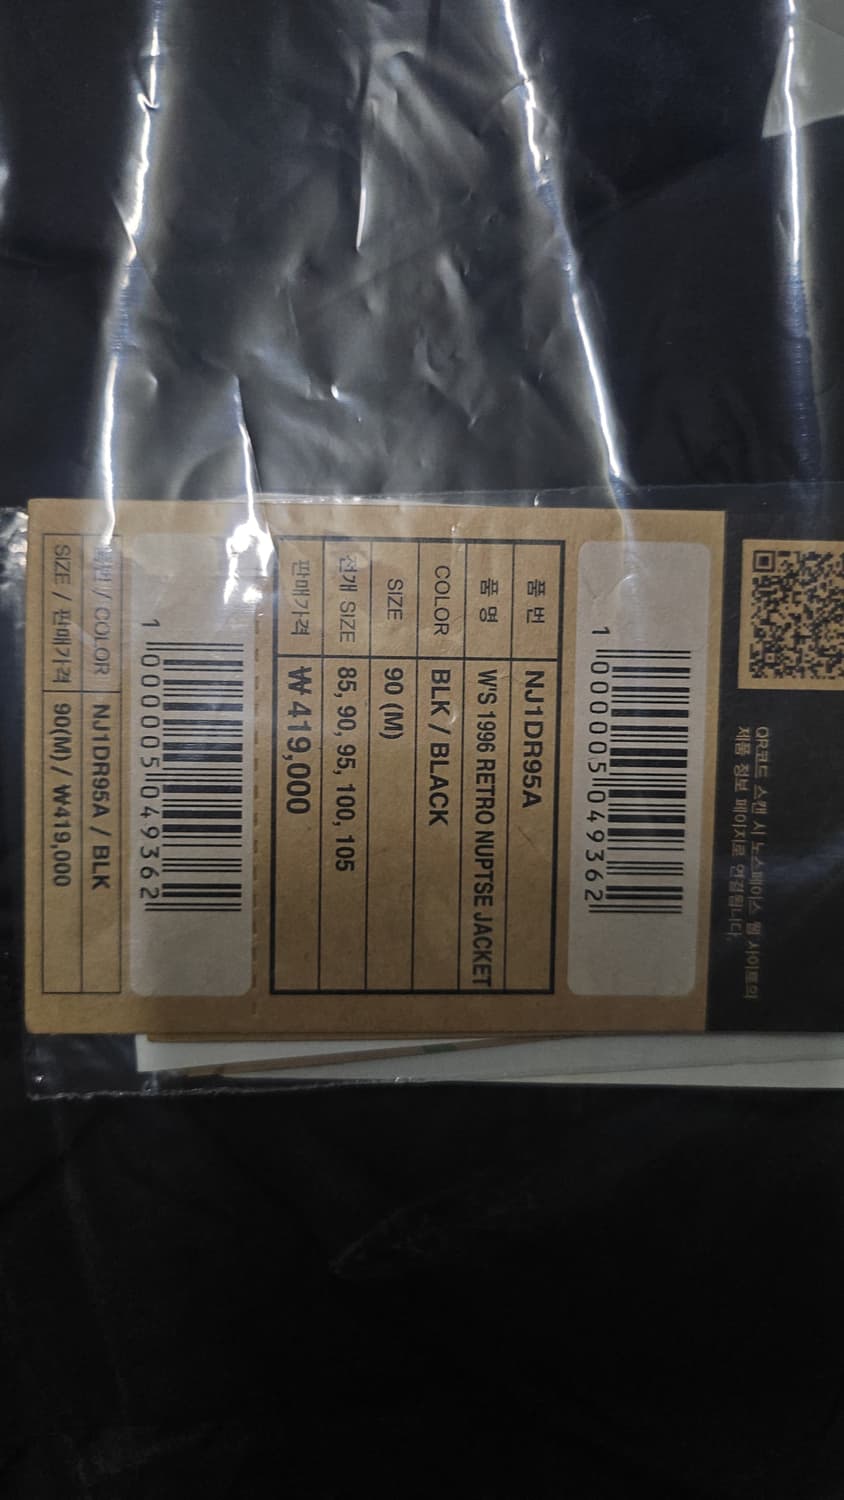 QR코드 스캔 시 노스페이스 웹 사이트의
제품 정보 페이지로 연결됩니다.
1 000005 049362
품 번 NJ1DR95A
품 명 W'S 1996 RETRO NUPTSE JACKET
COLOR BLK / BLACK
SIZE 90 (M)
전개 SIZE 85, 90, 95, 100, 105
판매가격 ₩ 419,000
1 000005 049362
품번 / COLOR NJ1DR95A / BLK
SIZE / 판매가격 90(M) / ₩419,000